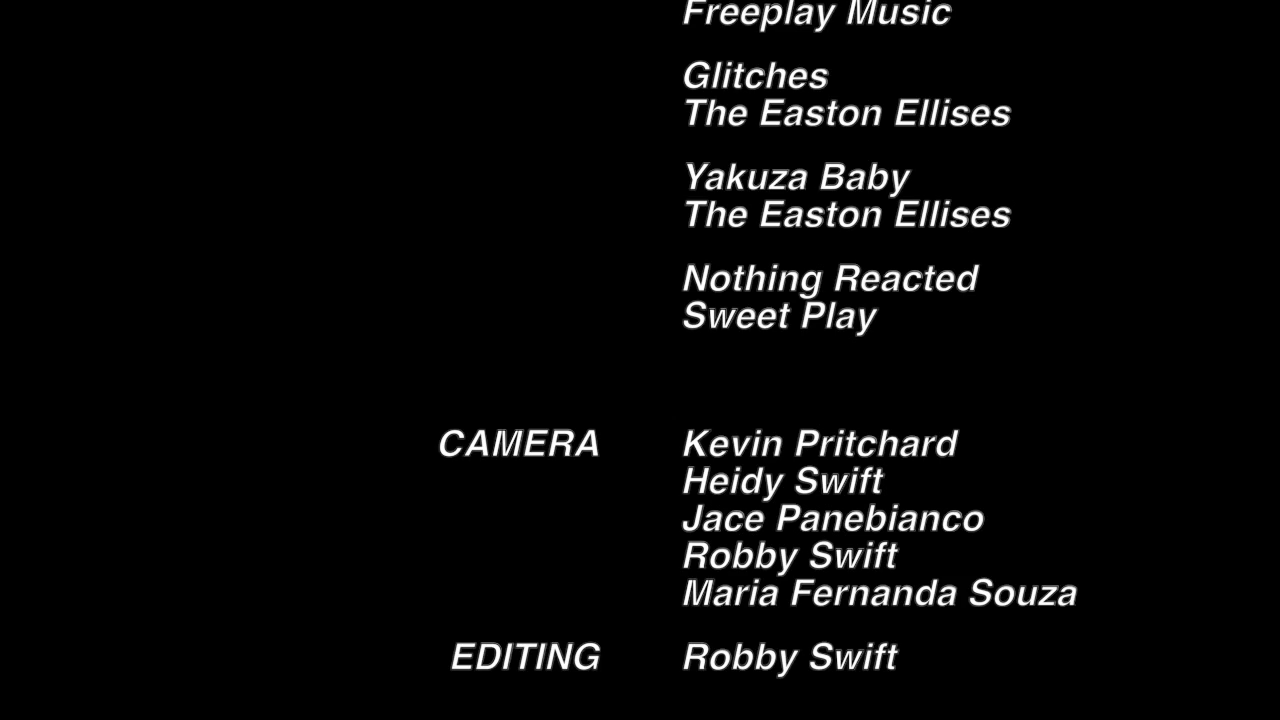 Freeplay Music
Glitches
The Easton Ellises
Yakuza Baby
The Easton Ellises
Nothing Reacted
Sweet Play
CAMERA Kevin Pritchard
Heidy Swift
Jace Panebianco
Robby Swift
Maria Fernanda Souza
EDITING Robby Swift